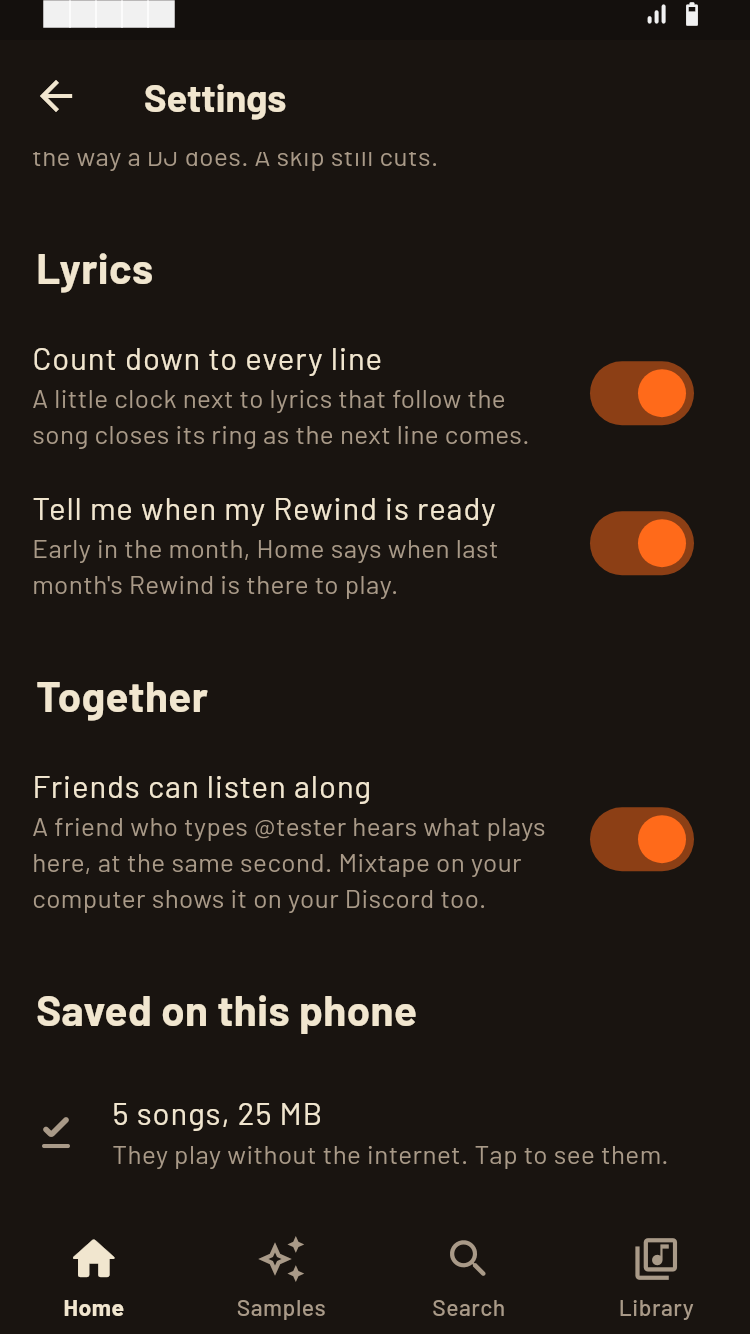 Settings
the way a DJ does. A skip still cuts.
Lyrics
Count down to every line
A little clock next to lyrics that follow the
song closes its ring as the next line comes.
Tell me when my Rewind is ready
Early in the month, Home says when last
month's Rewind is there to play.
Together
Friends can listen along
A friend who types @tester hears what plays
here, at the same second. Mixtape on your
computer shows it on your Discord too.
Saved on this phone
5 songs, 25 MB
They play without the internet. Tap to see them.
Home
Samples
Search
Library